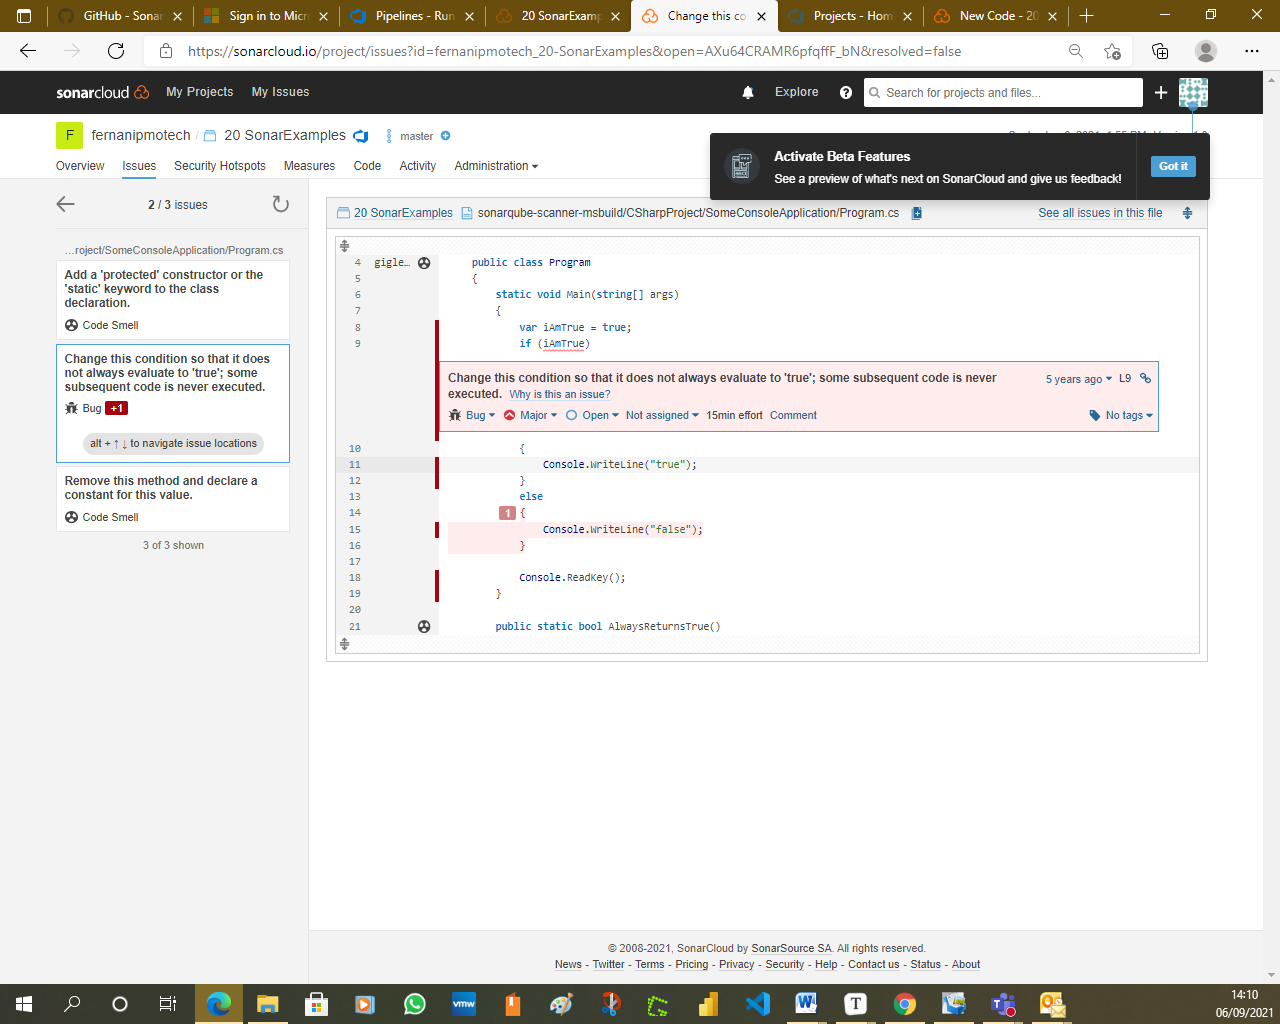 GitHub - Sonar
Sign in to Micr
Pipelines - Run
20 SonarExamp
Change this co
Projects - Hom
New Code - 20
https://sonarcloud.io/project/issues?id=fernanipmotech_20-SonarExamples&open=AXu64CRAMR6pfqffF_bN&resolved=false
sonarcloud
My Projects
My Issues
Explore
Search for projects and files...
F
fernanipmotech / 20 SonarExamples
master
Overview
Issues
Security Hotspots
Measures
Code
Activity
Administration
Activate Beta Features
See a preview of what's next on SonarCloud and give us feedback!
Got it
2 / 3 issues
…roject/SomeConsoleApplication/Program.cs
Add a 'protected' constructor or the
'static' keyword to the class
declaration.
Code Smell
Change this condition so that it does
not always evaluate to 'true'; some
subsequent code is never executed.
Bug +1
alt + ↑ ↓ to navigate issue locations
Remove this method and declare a
constant for this value.
Code Smell
3 of 3 shown
20 SonarExamples
sonarqube-scanner-msbuild/CSharpProject/SomeConsoleApplication/Program.cs
See all issues in this file
4 gigle… public class Program
5 {
6 static void Main(string[] args)
7 {
8 var iAmTrue = true;
9 if (iAmTrue)
Change this condition so that it does not always evaluate to 'true'; some subsequent code is never
executed. Why is this an issue?
5 years ago L9
Bug Major Open Not assigned 15min effort Comment
No tags
10 {
11 Console.WriteLine("true");
12 }
13 else
14 1 {
15 Console.WriteLine("false");
16 }
17
18 Console.ReadKey();
19 }
20
21 public static bool AlwaysReturnsTrue()
© 2008-2021, SonarCloud by SonarSource SA. All rights reserved.
News - Twitter - Terms - Pricing - Privacy - Security - Help - Contact us - Status - About
vmw
14:10
06/09/2021